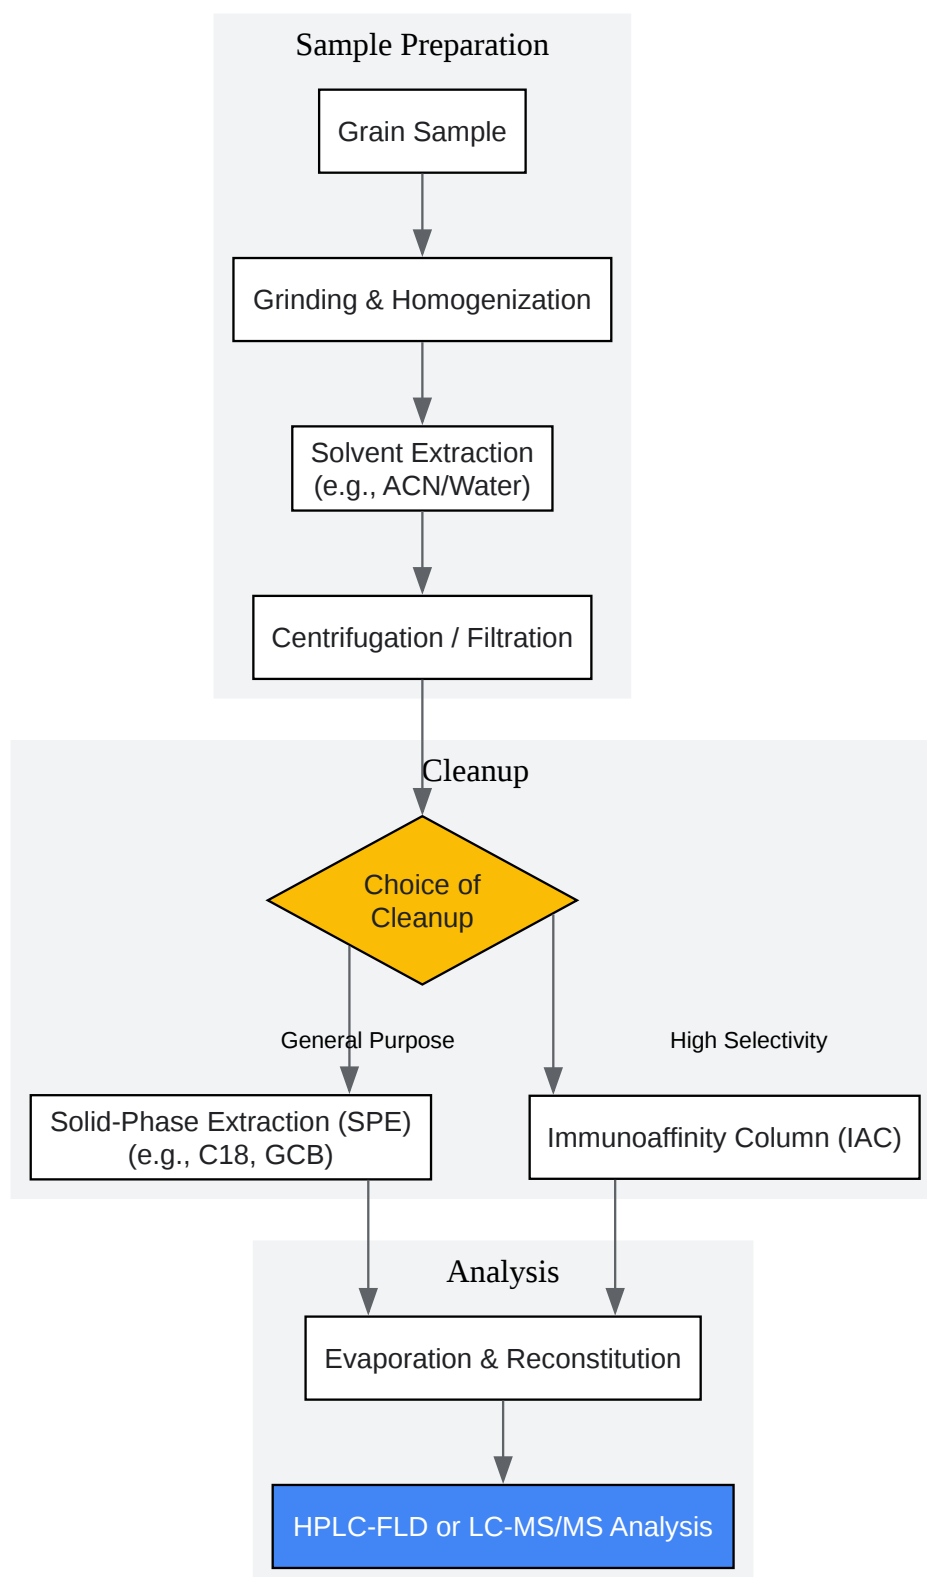 Sample Preparation
Grain Sample
Grinding & Homogenization
Solvent Extraction
(e.g., ACN/Water)
Centrifugation / Filtration
Cleanup
Choice of
Cleanup
General Purpose
High Selectivity
Solid-Phase Extraction (SPE)
(e.g., C18, GCB)
Immunoaffinity Column (IAC)
Analysis
Evaporation & Reconstitution
HPLC-FLD or LC-MS/MS Analysis